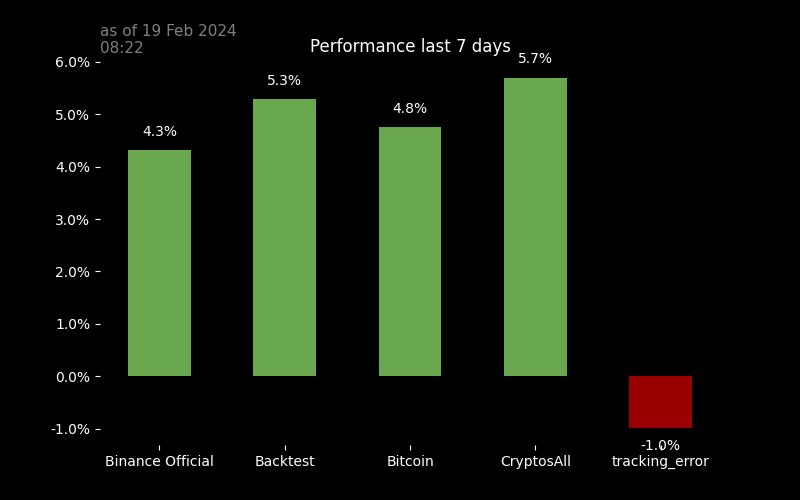 as of 19 Feb 2024
08:22
Performance last 7 days
6.0%
5.0%
4.0%
3.0%
2.0%
1.0%
0.0%
-1.0%
4.3%
5.3%
4.8%
5.7%
-1.0%
Binance Official
Backtest
Bitcoin
CryptosAll
tracking_error